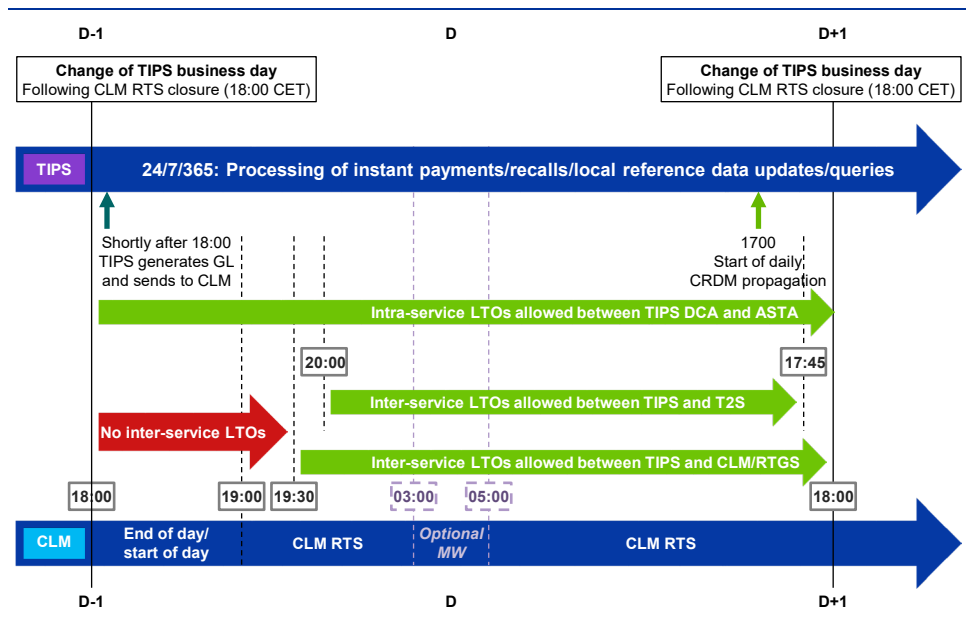 D-1
D
D+1
Change of TIPS business day
Following CLM RTS closure (18:00 CET)
Change of TIPS business day
Following CLM RTS closure (18:00 CET)
TIPS
24/7/365: Processing of instant payments/recalls/local reference data updates/queries
Shortly after 18:00
TIPS generates GL
and sends to CLM
1700
Start of daily
CRDM propagation
Intra-service LTOs allowed between TIPS DCA and ASTA
20:00
17:45
Inter-service LTOs allowed between TIPS and T2S
No inter-service LTOs
Inter-service LTOs allowed between TIPS and CLM/RTGS
18:00
19:00
19:30
03:00
05:00
18:00
CLM
End of day/
start of day
CLM RTS
Optional
MW
CLM RTS
D-1
D
D+1